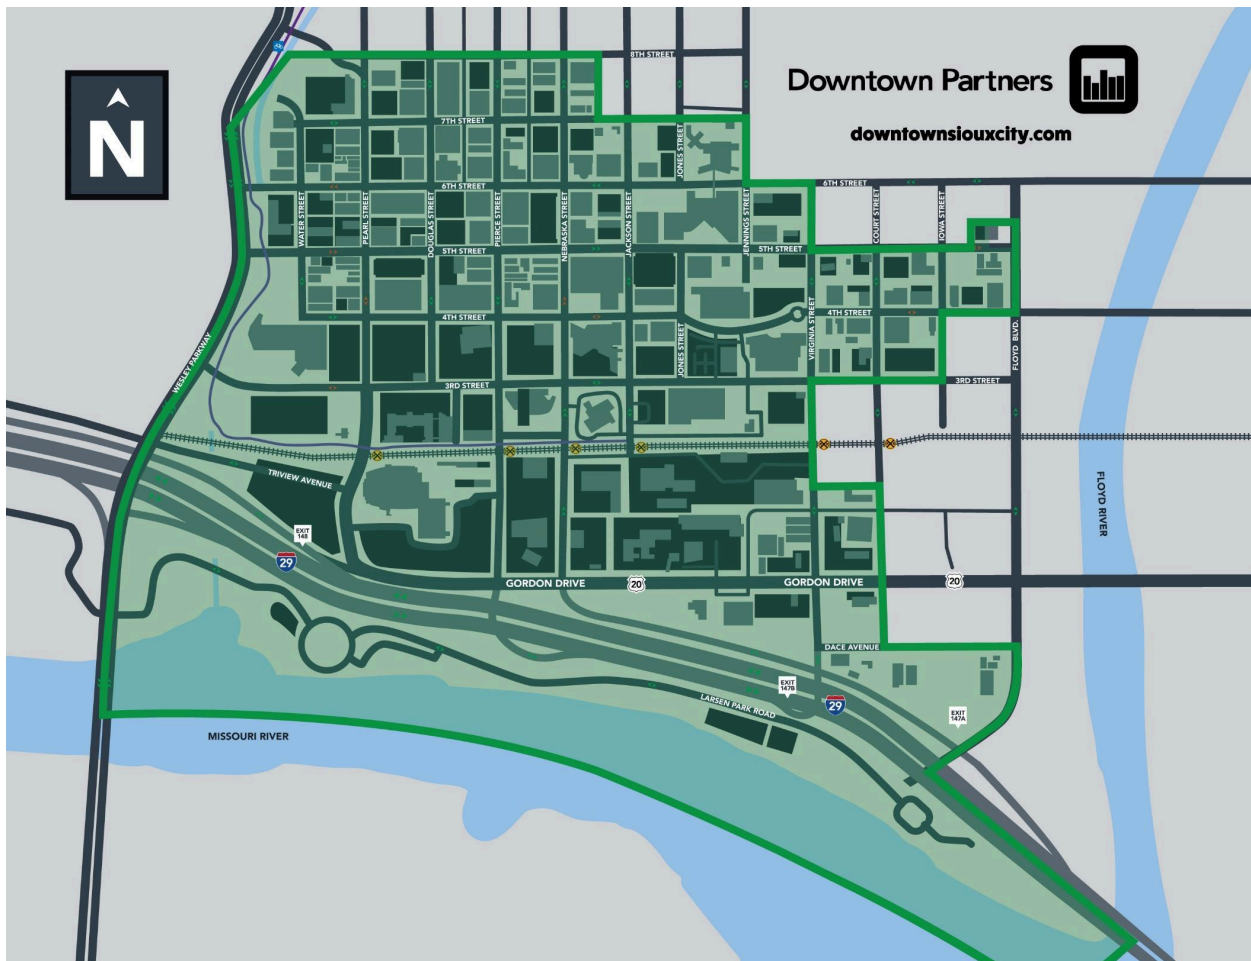 8TH STREET
Downtown Partners
downtownsiouxcity.com
N
7TH STREET
JONES STREET
6TH STREET
6TH STREET
WATER STREET
PEARL STREET
DOUGLAS STREET
PIERCE STREET
NEBRASKA STREET
JACKSON STREET
JENNINGS STREET
COURT STREET
IOWA STREET
5TH STREET
5TH STREET
4TH STREET
4TH STREET
VIRGINIA STREET
FLOYD BLVD.
JONES STREET
WESLEY PARKWAY
3RD STREET
3RD STREET
TRIVIEW AVENUE
FLOYD RIVER
EXIT
148
29
GORDON DRIVE
20
GORDON DRIVE
20
DACE AVENUE
EXIT
147B
LARSEN PARK ROAD
29
EXIT
147A
MISSOURI RIVER